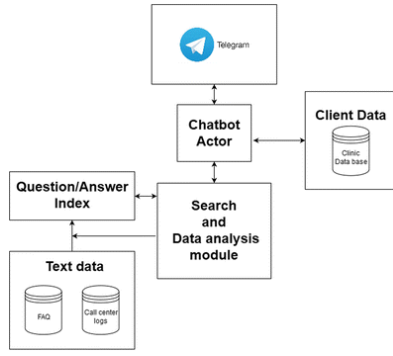 Telegram
Chatbot
Actor
Client Data
Clinic
Data base
Question/Answer
Index
Search
and
Data analysis
module
Text data
FAQ
Call center
logs